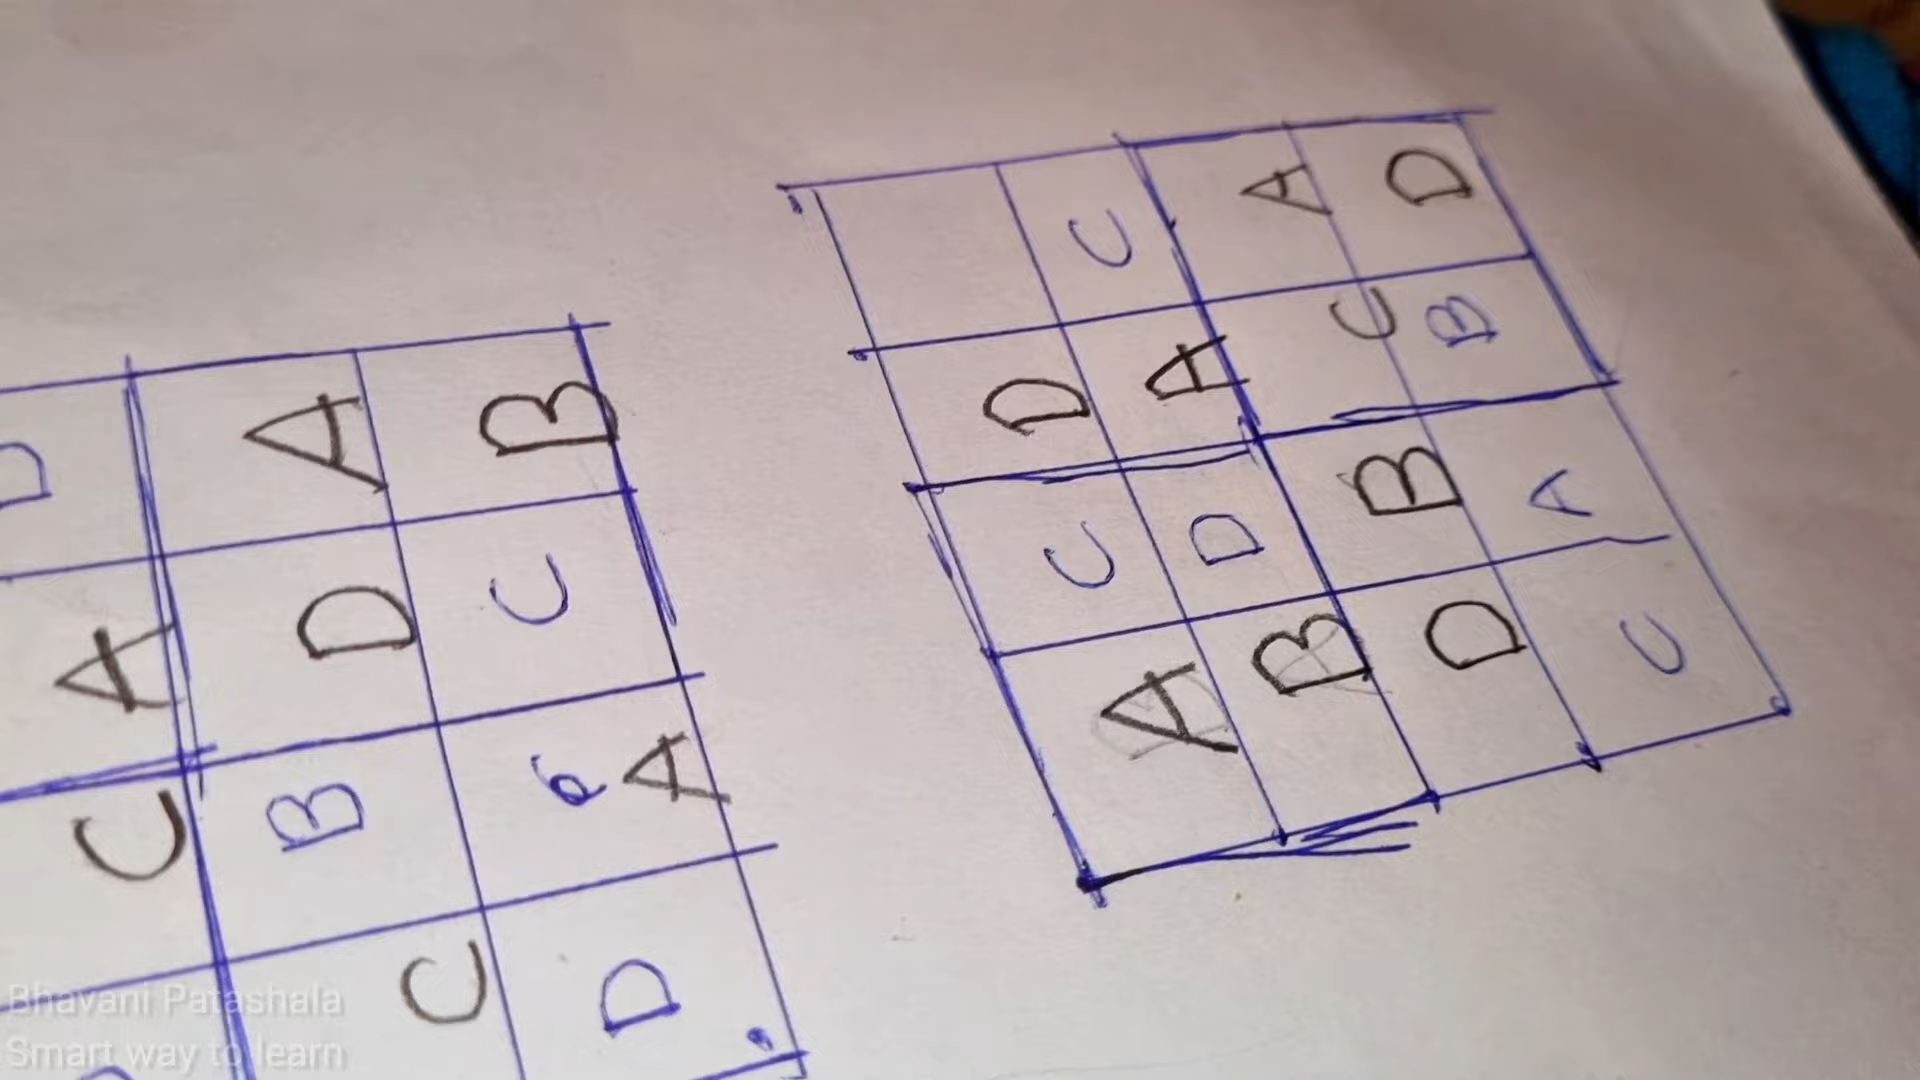 C A D
C B D A
D A C B
A C D
B D A C
D B C A
C A B D
Bhavani Patashala
Smart way to learn